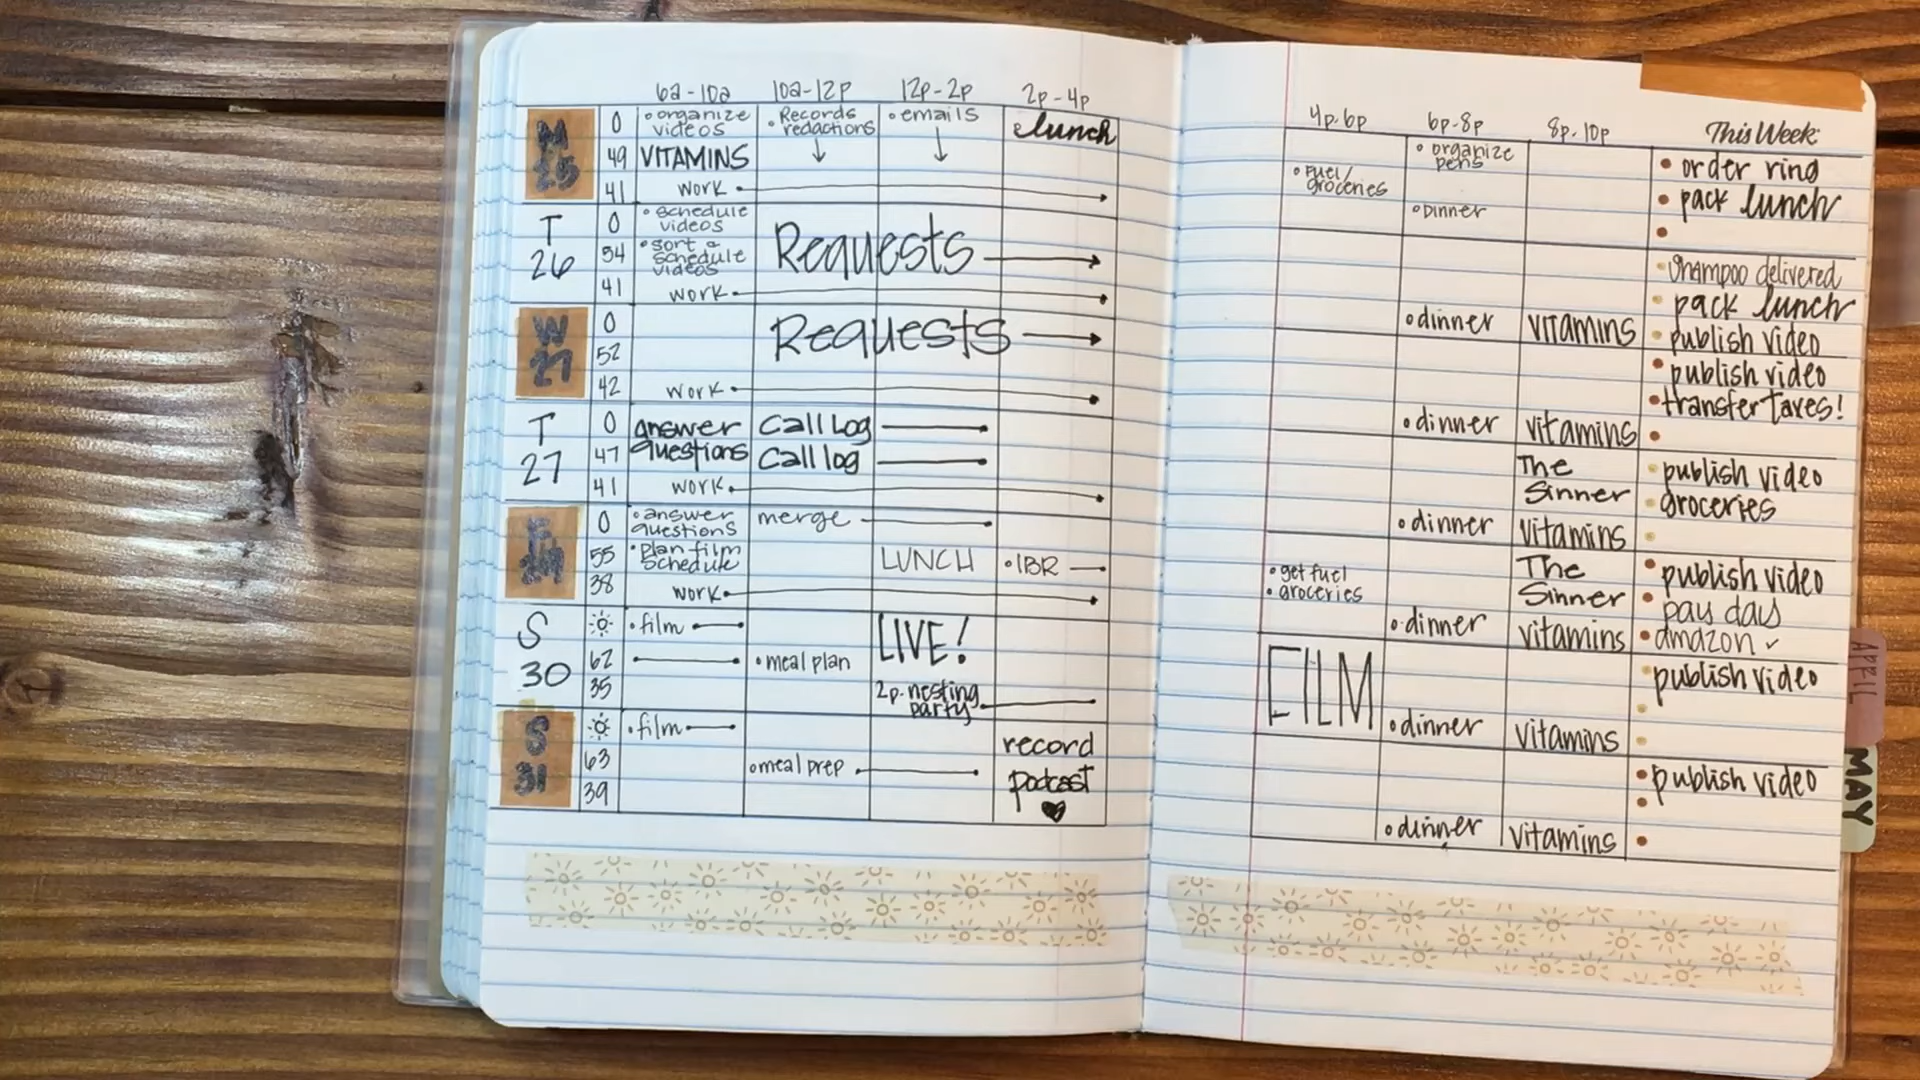 6a-10a 10a-12p 12p-2p 2p-4p
M 25
0
49
41
• organize videos
VITAMINS
• Records redactions
• emails
lunch
work
T 26
0
54
41
• schedule videos
• sort & schedule videos
Requests
work
W 27
0
52
42
Requests
work
T 27
0
47
41
answer questions
Call Log
Call log
work
F
0
55
38
• answer questions
• plan film schedule
merge
LUNCH
• IBR
work
S 30
62
35
• film
• meal plan
LIVE!
2p-nesting party
S 31
63
39
• film
• meal prep
record podcast
4p-6p 6p-8p 8p-10p This Week:
• Fuel/groceries
• organize pens
• Dinner
• order ring
• pack lunch
• dinner
vitamins
• shampoo delivered
• pack lunch
• publish video
• dinner
vitamins
• publish video
• transfer taxes!
The Sinner
• dinner
vitamins
• publish video
• groceries
• get fuel
• groceries
The Sinner
• dinner
vitamins
• publish video
• pay day
• amazon ✓
FILM
• dinner
vitamins
publish video
• dinner
vitamins
• publish video
APRIL
MAY